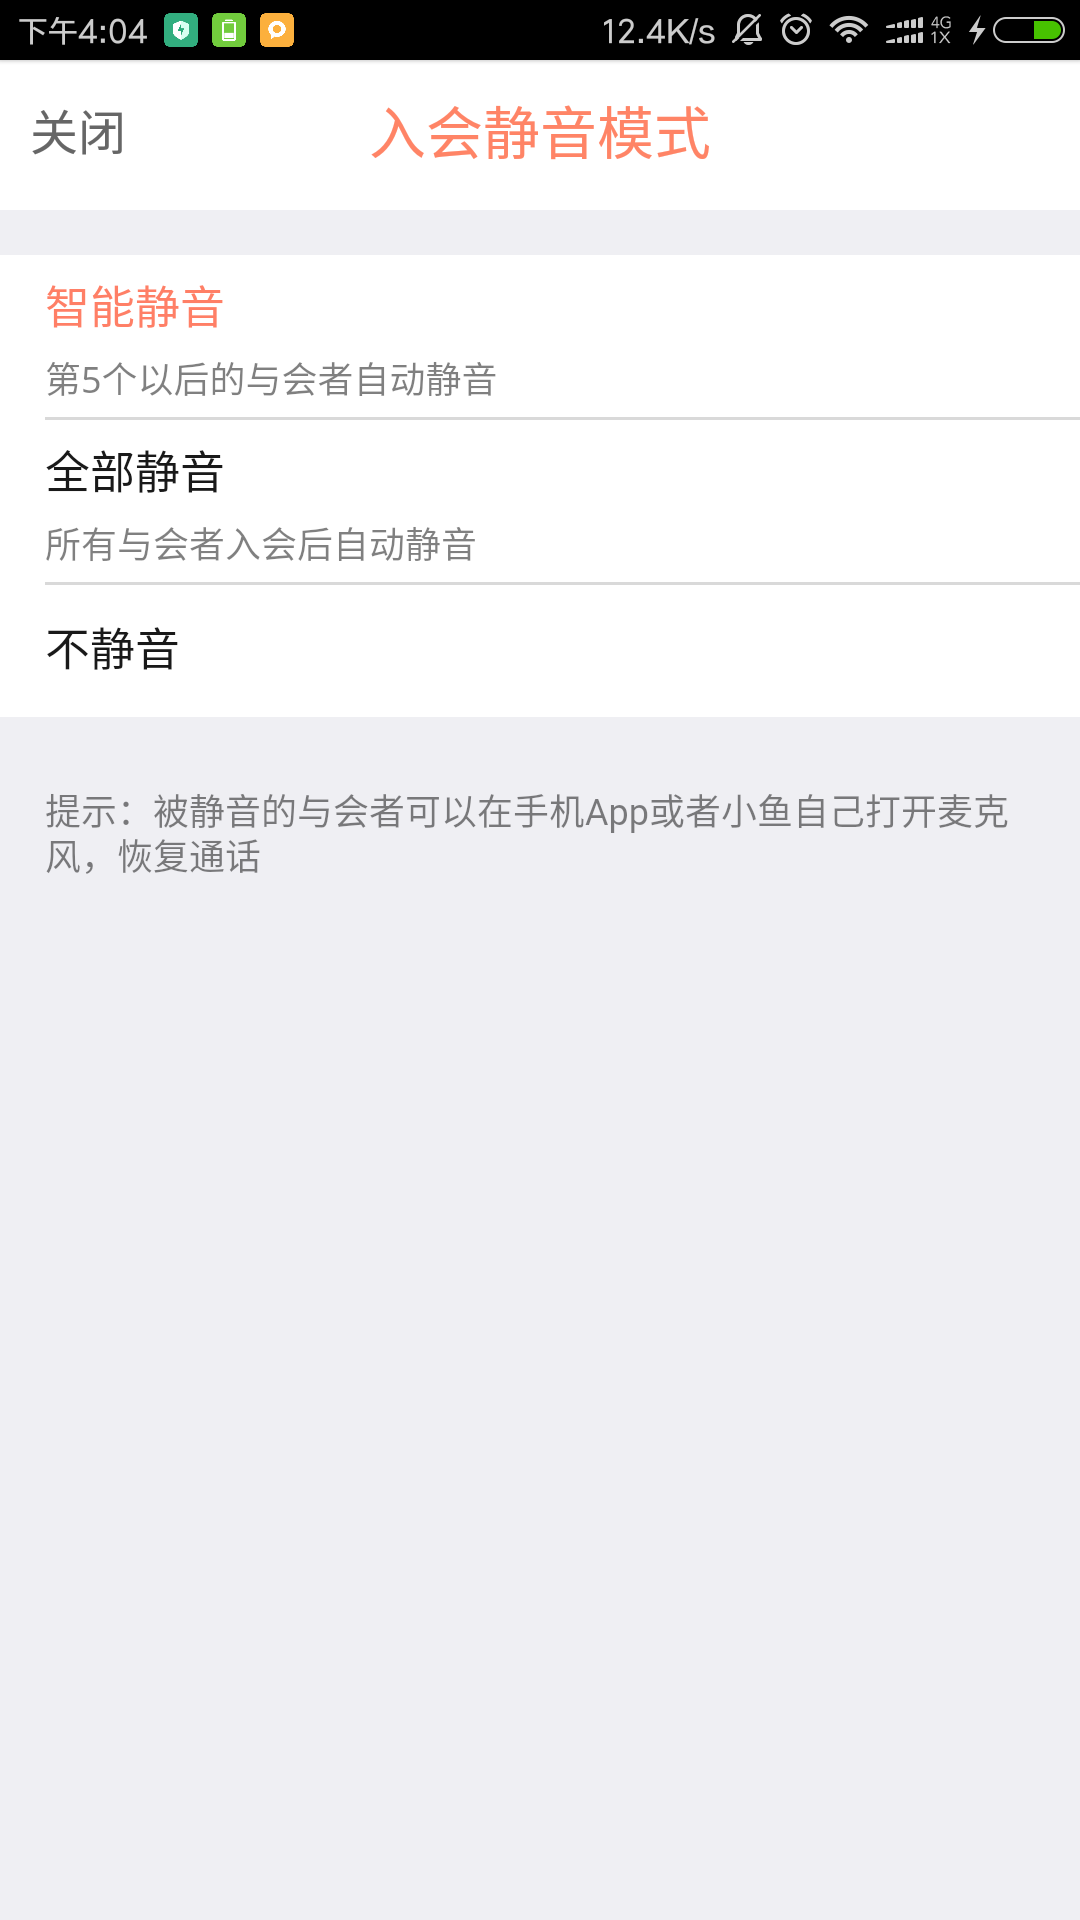 下午4:04 12.4K/s 4G 1X
关闭 入会静音模式
智能静音
第5个以后的与会者自动静音
全部静音
所有与会者入会后自动静音
不静音
提示：被静音的与会者可以在手机App或者小鱼自己打开麦克
风，恢复通话